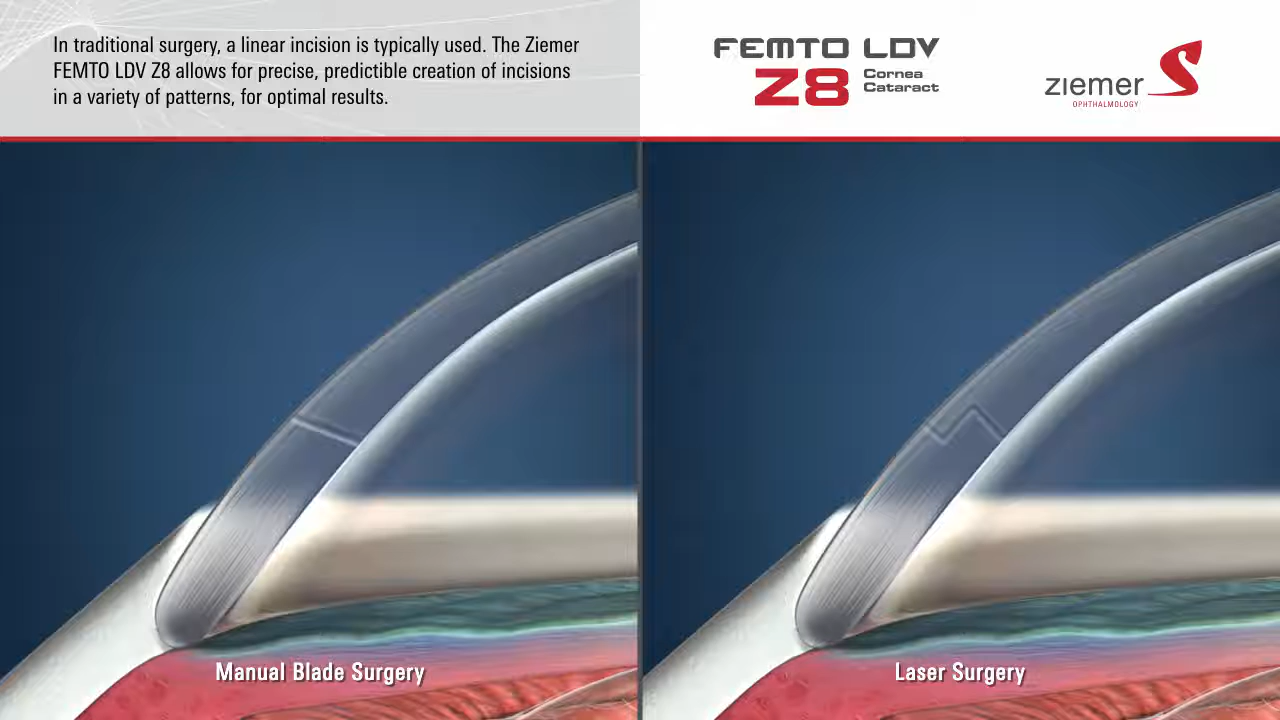 In traditional surgery, a linear incision is typically used. The Ziemer
FEMTO LDV Z8 allows for precise, predictible creation of incisions
in a variety of patterns, for optimal results.
FEMTO LDV
Z8 Cornea
Cataract
ziemer
OPHTHALMOLOGY
Manual Blade Surgery
Laser Surgery